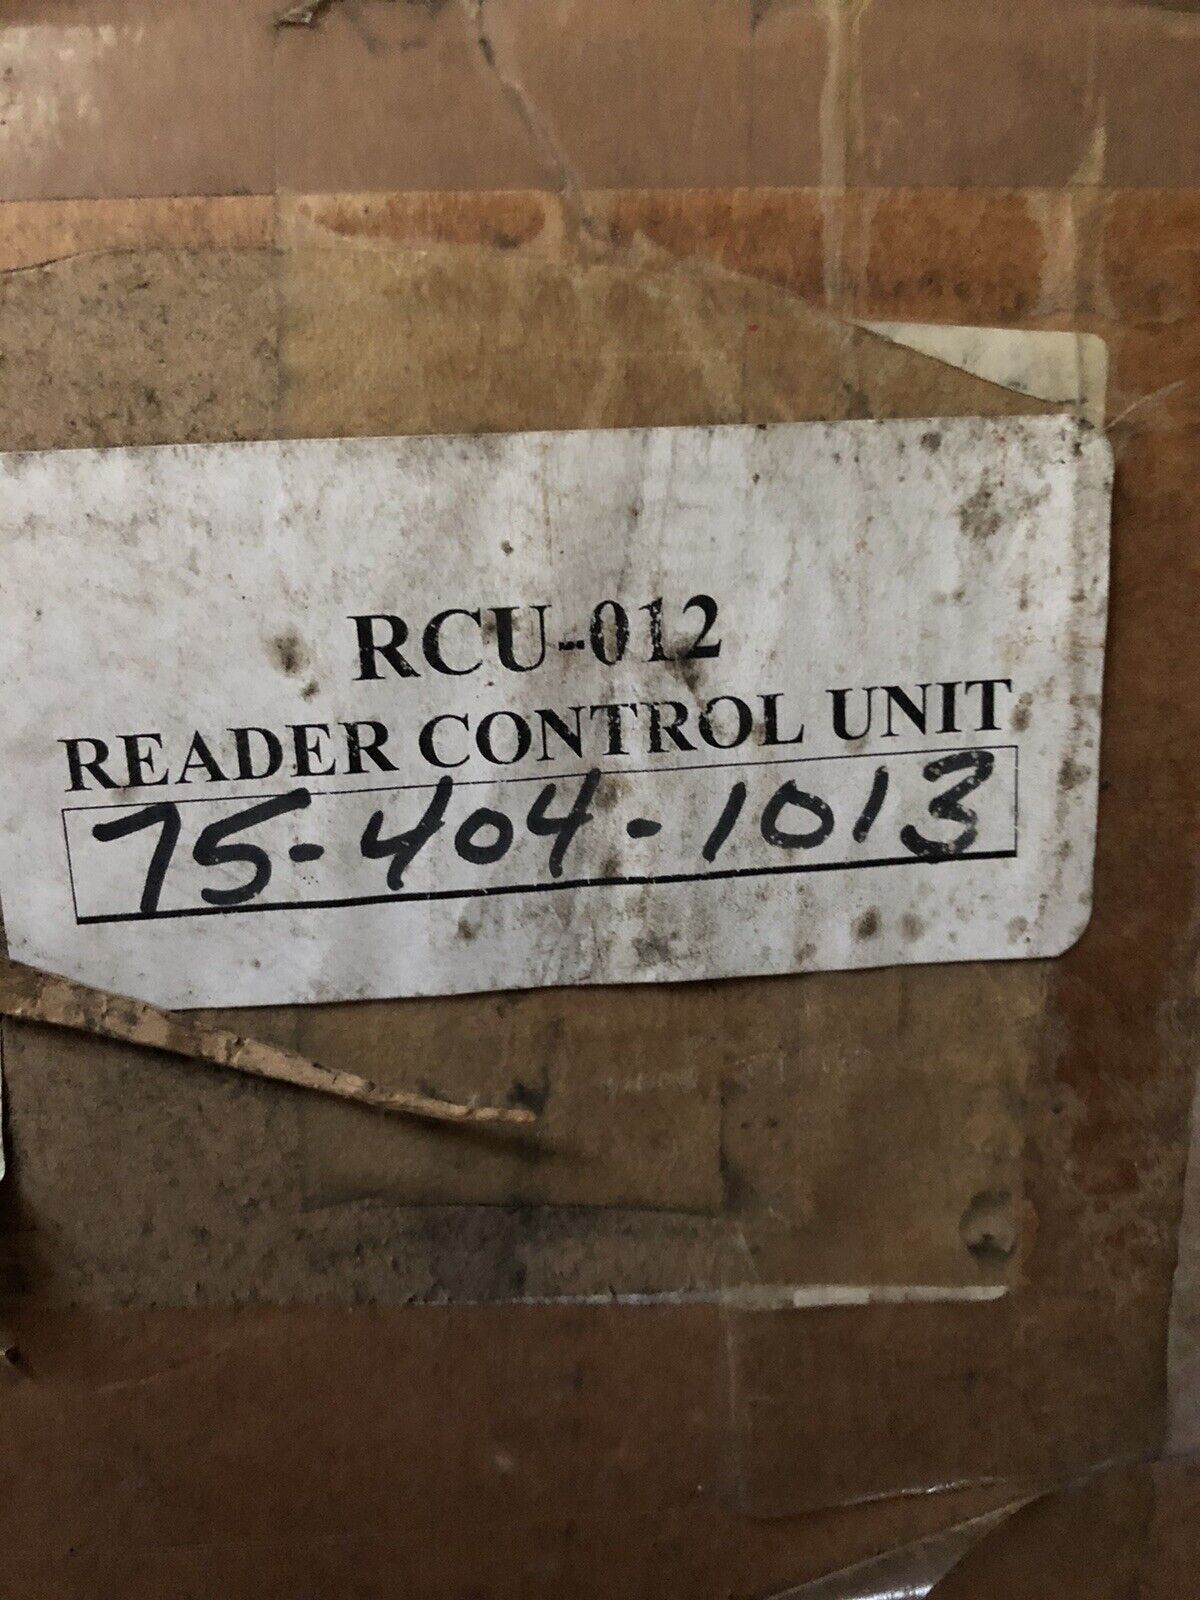 RCU-012
READER CONTROL UNIT
75-404-1013